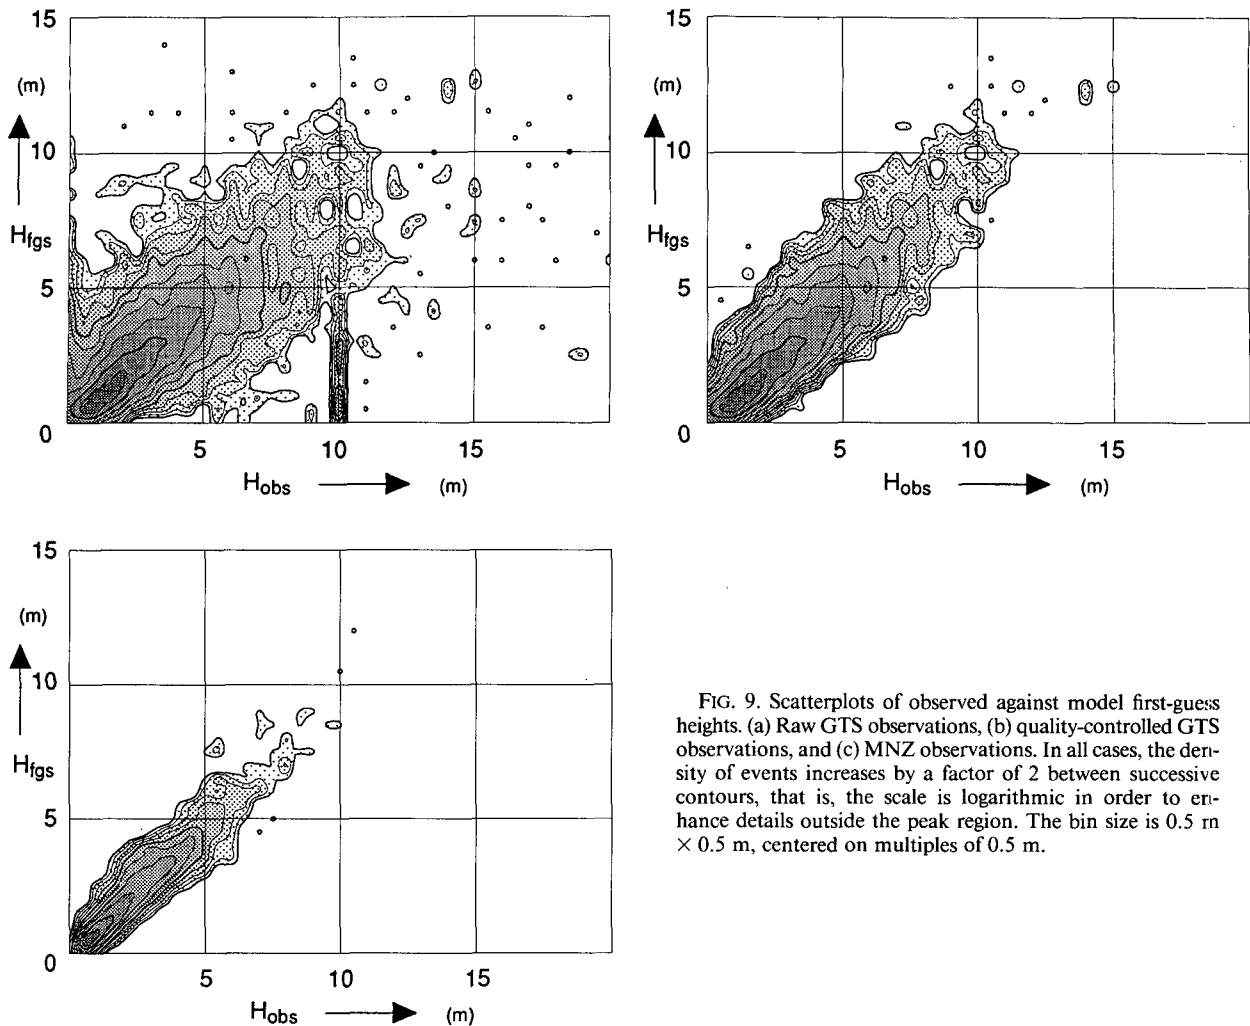 15
(m)
10
Hfgs
5
0
5
10
15
Hobs
(m)
15
(m)
10
Hfgs
5
0
5
10
15
Hobs
(m)
15
(m)
10
Hfgs
5
0
5
10
15
Hobs
(m)
FIG. 9. Scatterplots of observed against model first-guess
heights. (a) Raw GTS observations, (b) quality-controlled GTS
observations, and (c) MNZ observations. In all cases, the den-
sity of events increases by a factor of 2 between successive
contours, that is, the scale is logarithmic in order to en-
hance details outside the peak region. The bin size is 0.5 m
× 0.5 m, centered on multiples of 0.5 m.